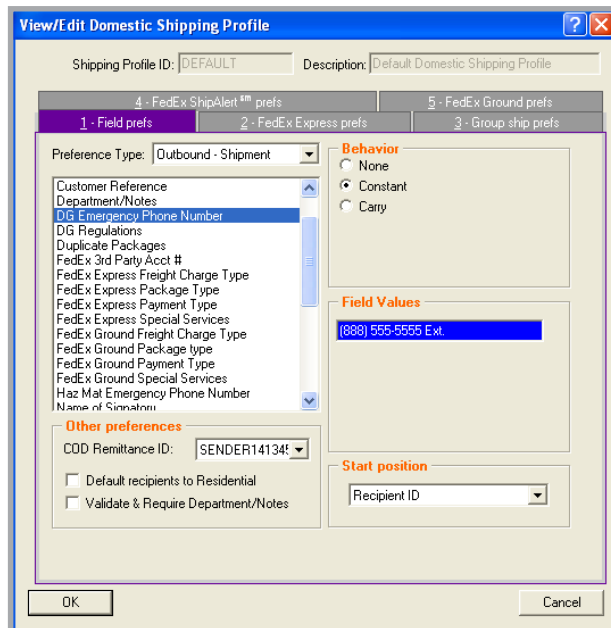 View/Edit Domestic Shipping Profile
Shipping Profile ID: DEFAULT Description: Default Domestic Shipping Profile
4 - FedEx ShipAlert sm prefs 5 - FedEx Ground prefs
1 - Field prefs 2 - FedEx Express prefs 3 - Group ship prefs
Preference Type: Outbound - Shipment
Customer Reference
Department/Notes
DG Emergency Phone Number
DG Regulations
Duplicate Packages
FedEx 3rd Party Acct #
FedEx Express Freight Charge Type
FedEx Express Package Type
FedEx Express Payment Type
FedEx Express Special Services
FedEx Ground Freight Charge Type
FedEx Ground Package type
FedEx Ground Payment Type
FedEx Ground Special Services
Haz Mat Emergency Phone Number
Name of Signatory
Behavior
None
Constant
Carry
Field Values
(888) 555-5555 Ext.
Other preferences
COD Remittance ID: SENDER14134
Default recipients to Residential
Validate & Require Department/Notes
Start position
Recipient ID
OK Cancel